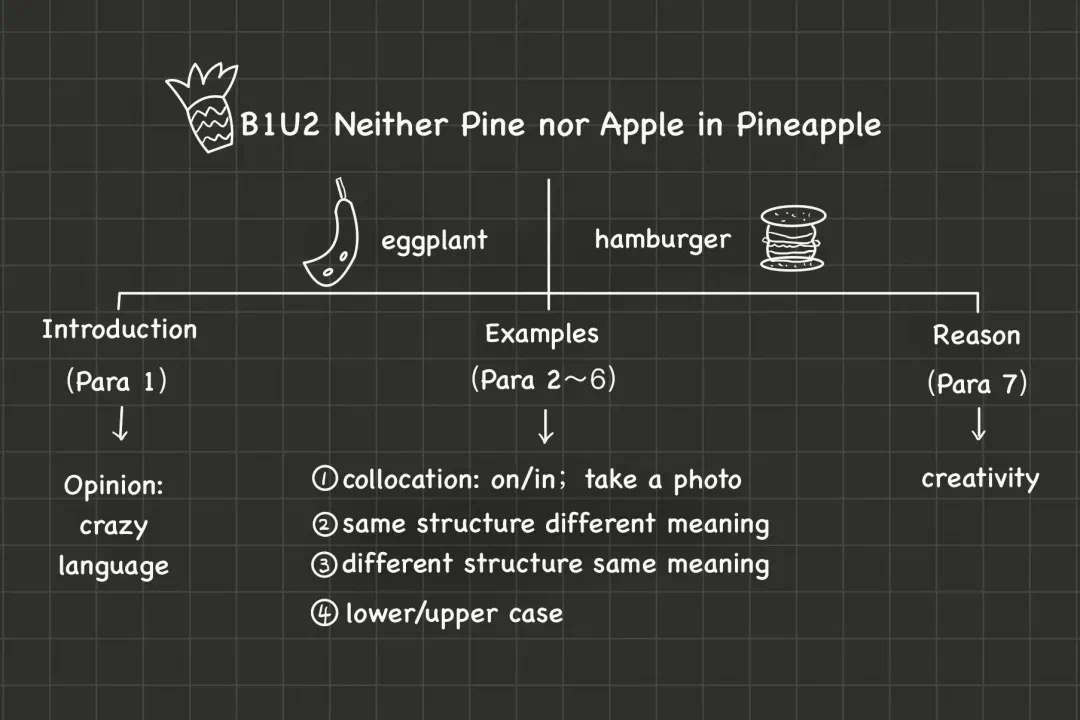 B1U2 Neither Pine nor Apple in Pineapple
eggplant
hamburger
Introduction
(Para 1)
Opinion:
crazy
language
Examples
(Para 2～6)
①collocation: on/in； take a photo
②same structure different meaning
③different structure same meaning
④lower/upper case
Reason
(Para 7)
creativity